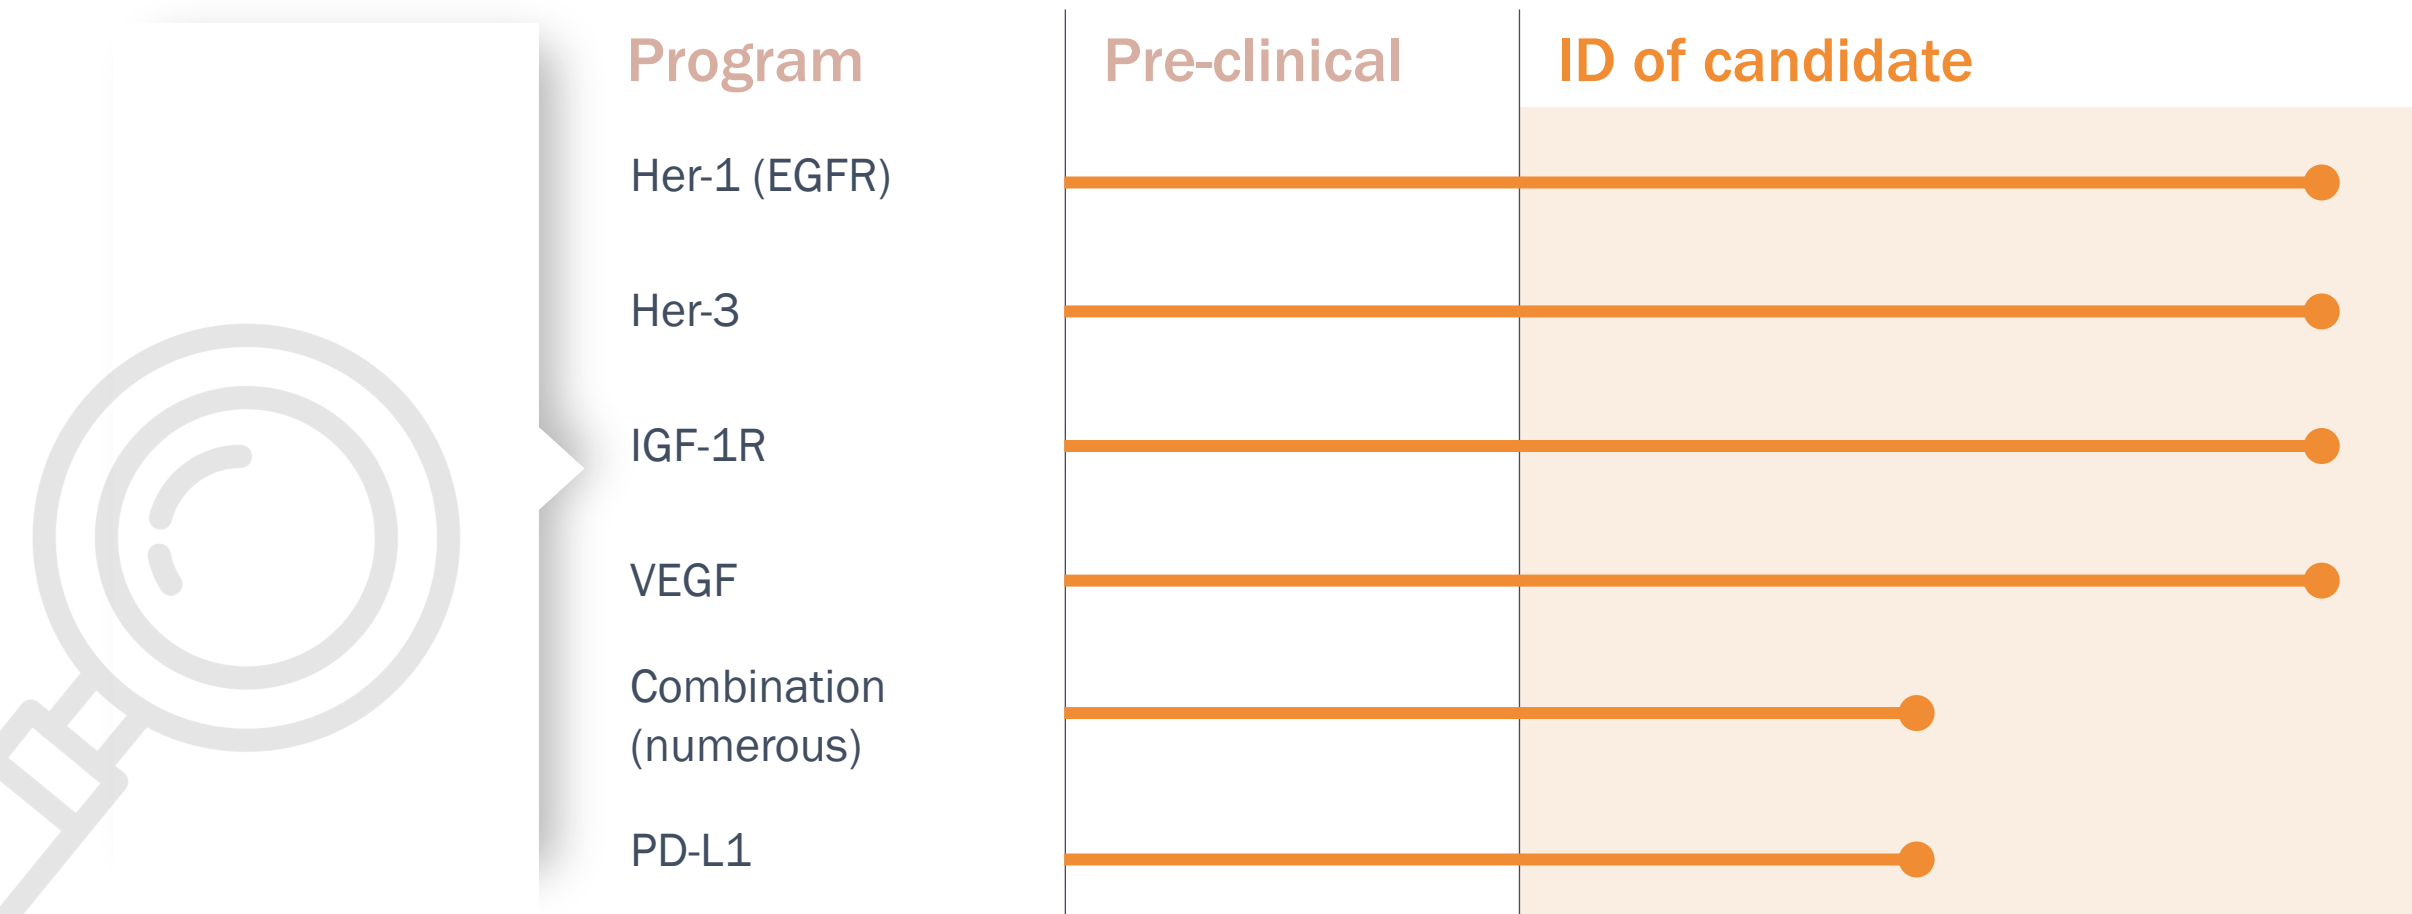 Program
Pre-clinical
ID of candidate
Her-1 (EGFR)
Her-3
IGF-1R
VEGF
Combination
(numerous)
PD-L1